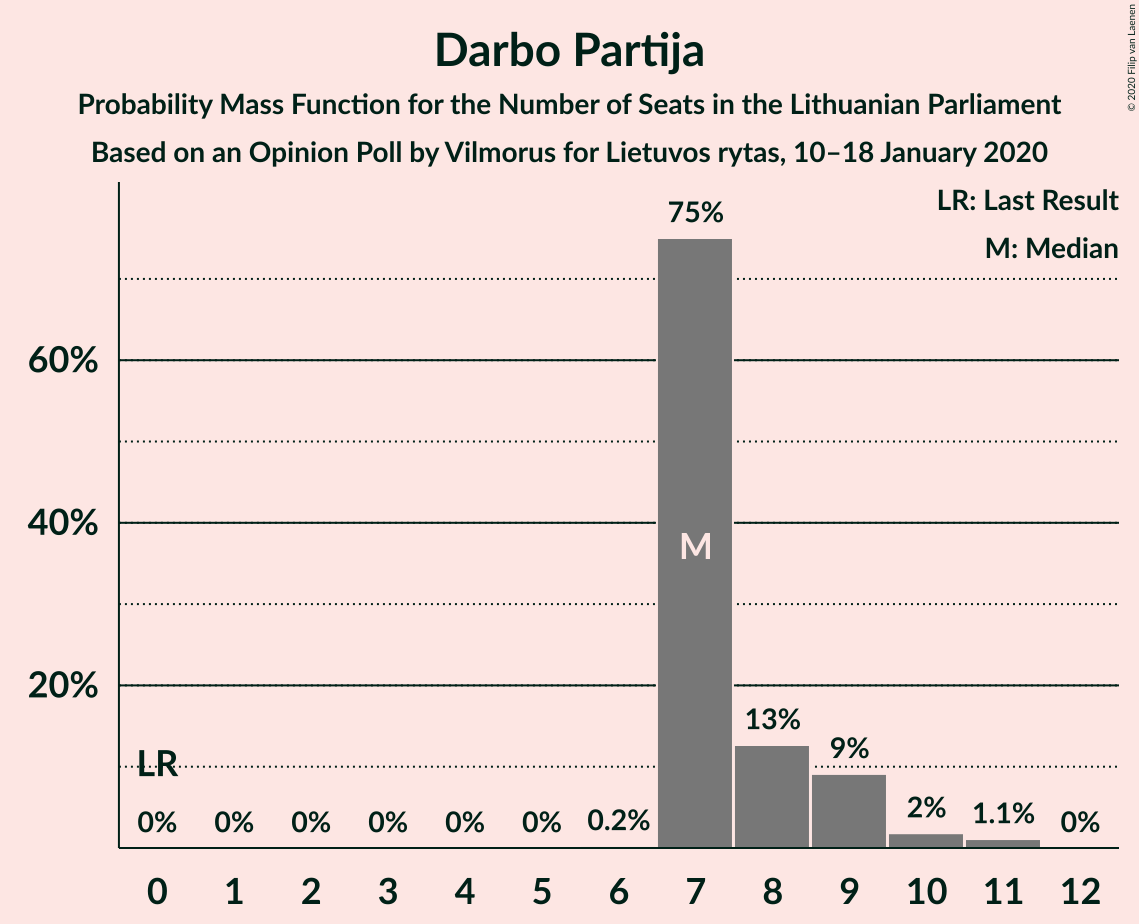 Darbo Partija
Probability Mass Function for the Number of Seats in the Lithuanian Parliament
Based on an Opinion Poll by Vilmorus for Lietuvos rytas, 10–18 January 2020
© 2020 Filip van Laenen
LR: Last Result
M: Median
75%
60%
40%
M
20%
13%
9%
LR
0% 0% 0% 0% 0% 0% 0.2% 2% 1.1% 0%
0 1 2 3 4 5 6 7 8 9 10 11 12